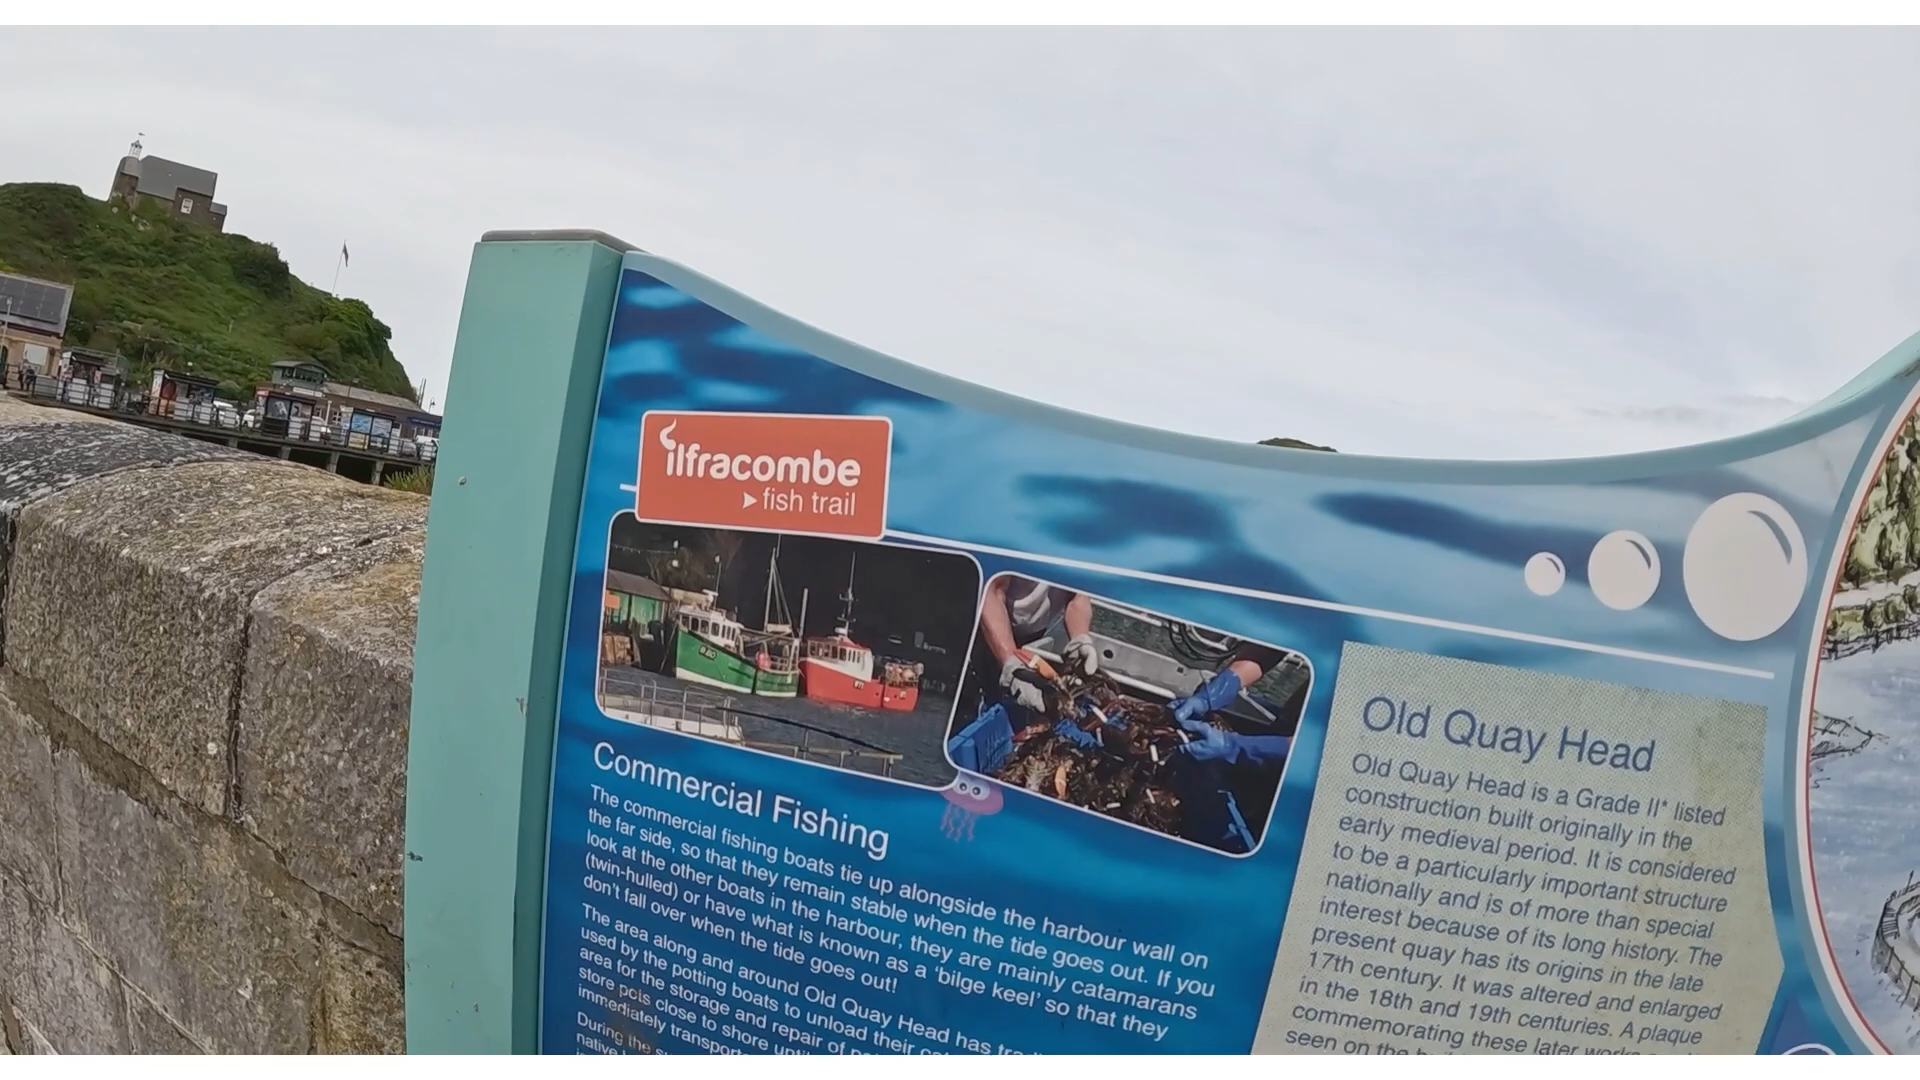 ilfracombe
fish trail
Commercial Fishing
The commercial fishing boats tie up alongside the harbour wall on
the far side, so that they remain stable when the tide goes out. If you
look at the other boats in the harbour, they are mainly catamarans
(twin-hulled) or have what is known as a ‘bilge keel’ so that they
don’t fall over when the tide goes out!
The area along and around Old Quay Head has
used by the potting boats to unload their
area for the storage and repair of
store pots close to shore until
immediately
During the
native
Old Quay Head
Old Quay Head is a Grade II* listed
construction built originally in the
early medieval period. It is considered
to be a particularly important structure
nationally and is of more than special
interest because of its long history. The
present quay has its origins in the late
17th century. It was altered and enlarged
in the 18th and 19th centuries. A plaque
commemorating these later works
seen on the